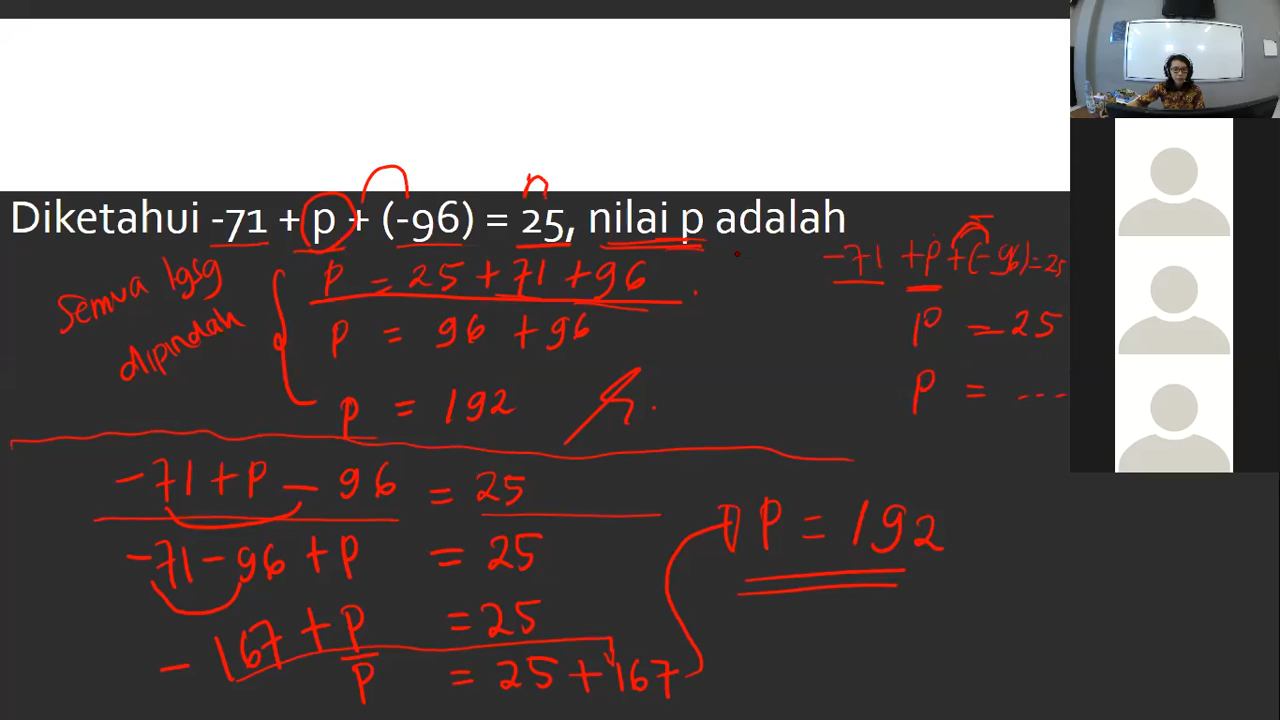 Diketahui -71 + p + (-96) = 25, nilai p adalah
Semua lgsg
dipindah
p = 25 + 71 + 96
p = 96 + 96
p = 192
-71 + p + (-96) = 25
p = 25
p = ...
-71 + p - 96 = 25
-71 - 96 + p = 25
-167 + p = 25
p = 25 + 167
p = 192